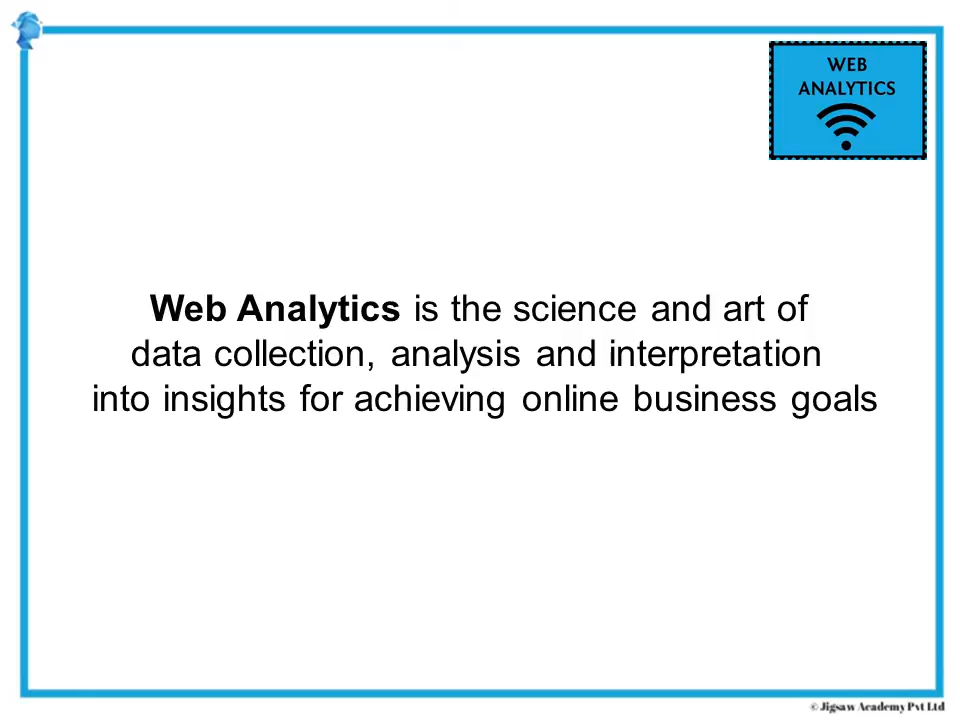 WEB
ANALYTICS
Web Analytics is the science and art of
data collection, analysis and interpretation
into insights for achieving online business goals
© Jigsaw Academy Pvt Ltd